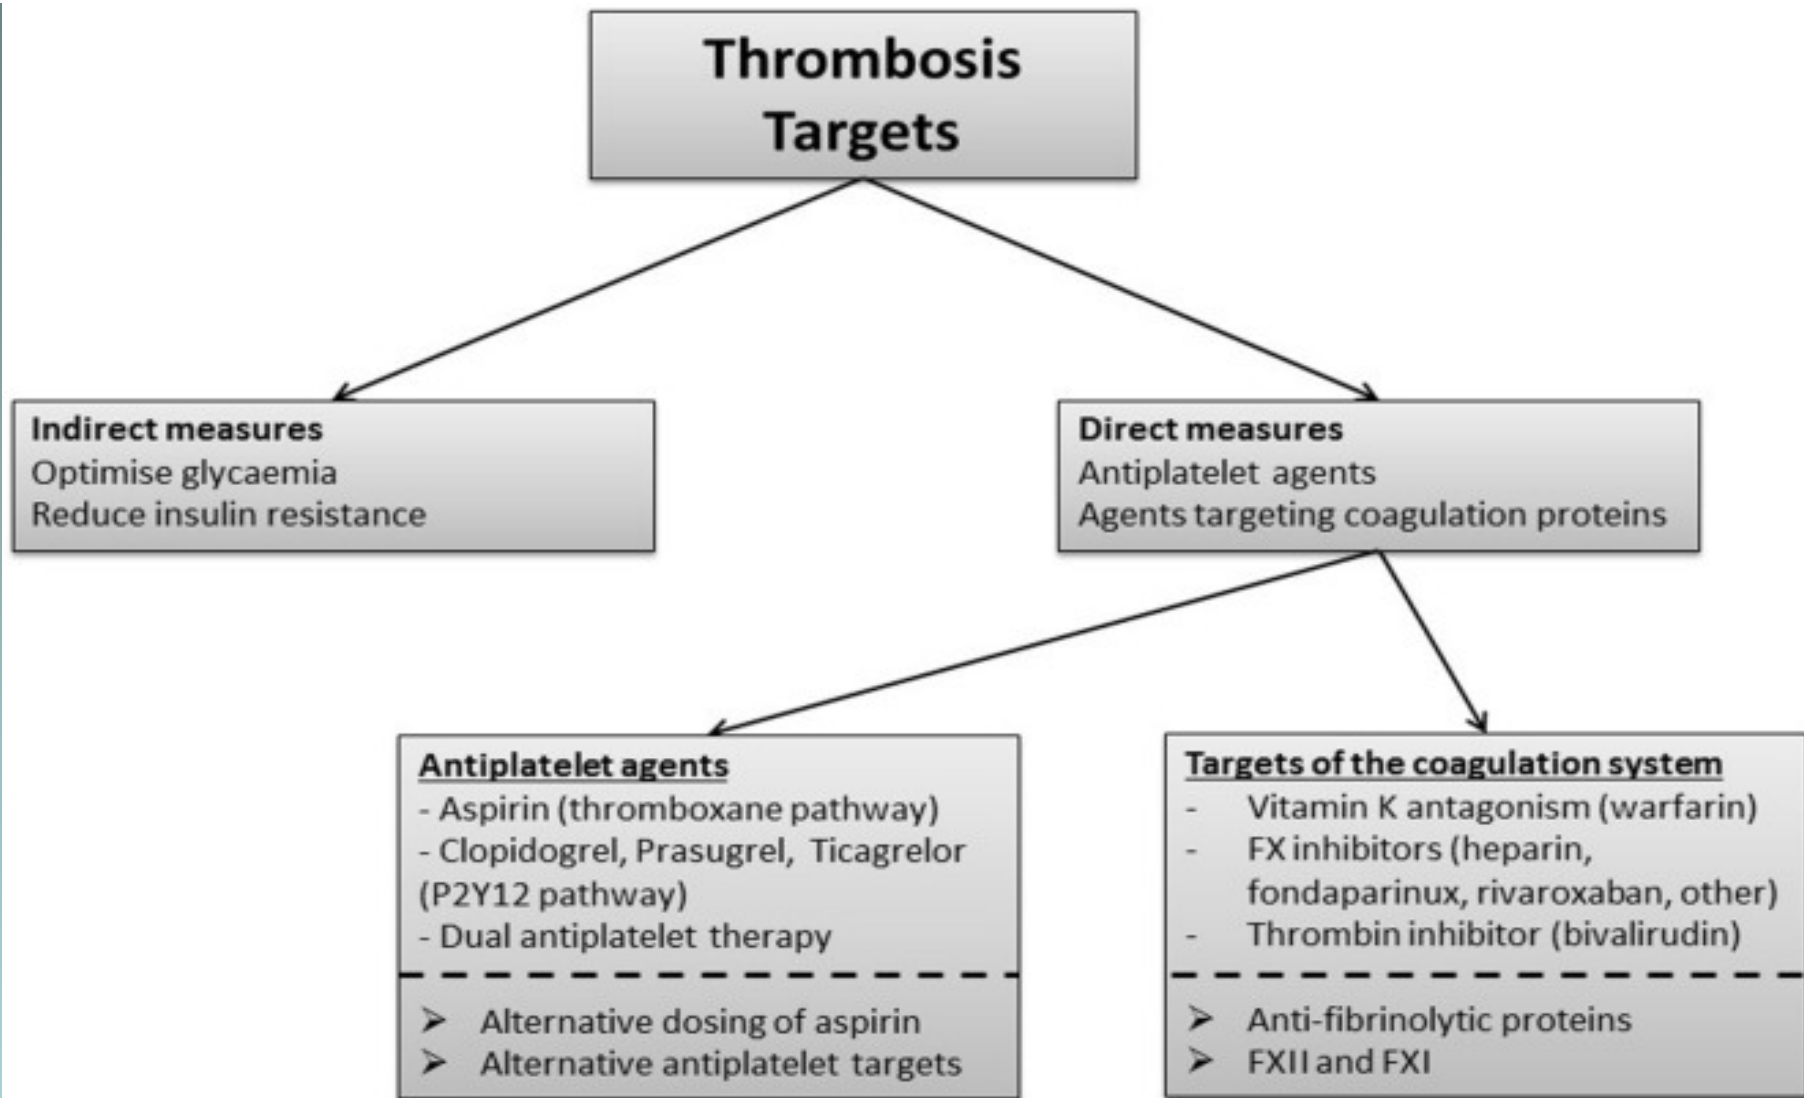 Thrombosis
Targets
Indirect measures
Optimise glycaemia
Reduce insulin resistance
Direct measures
Antiplatelet agents
Agents targeting coagulation proteins
Antiplatelet agents
- Aspirin (thromboxane pathway)
- Clopidogrel, Prasugrel, Ticagrelor
(P2Y12 pathway)
- Dual antiplatelet therapy
➤ Alternative dosing of aspirin
➤ Alternative antiplatelet targets
Targets of the coagulation system
- Vitamin K antagonism (warfarin)
- FX inhibitors (heparin,
fondaparinux, rivaroxaban, other)
- Thrombin inhibitor (bivalirudin)
➤ Anti-fibrinolytic proteins
➤ FXII and FXI